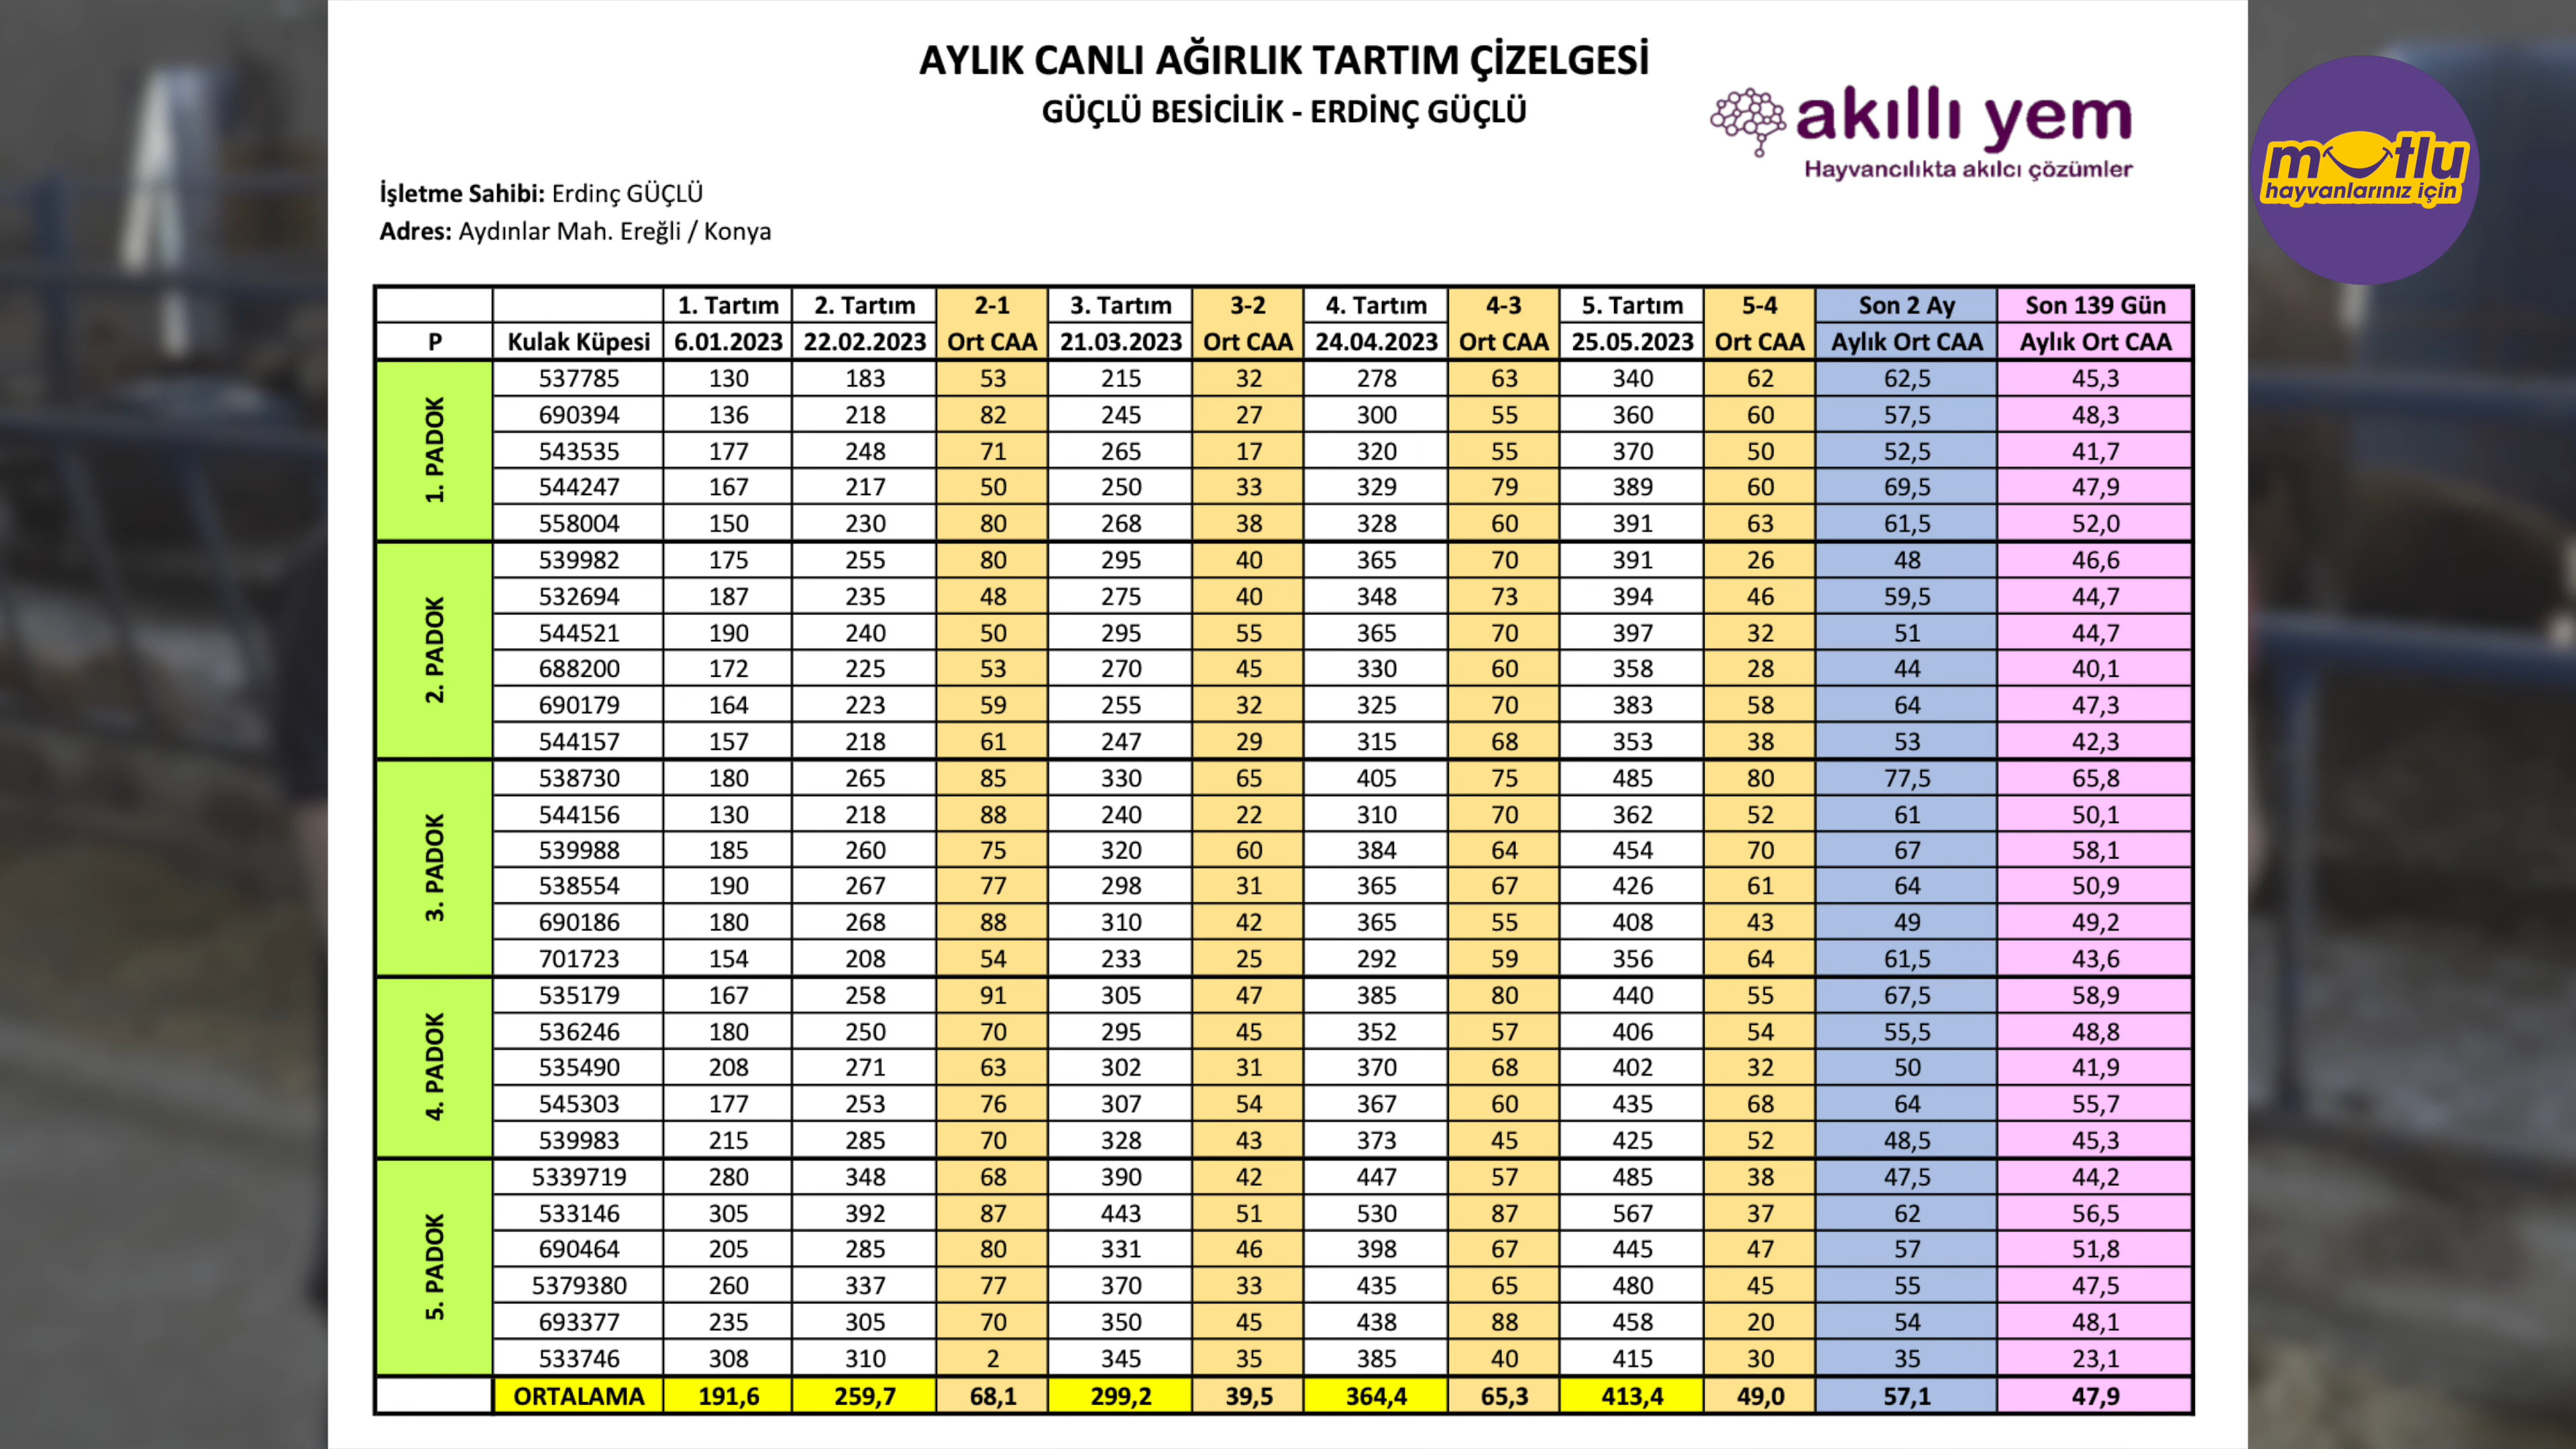 AYLIK CANLI AĞIRLIK TARTIM ÇİZELGESİ
GÜÇLÜ BESİCİLİK - ERDİNÇ GÜÇLÜ
akıllı yem
Hayvancılıkta akılcı çözümler
mutlu
hayvanlarınız için
İşletme Sahibi: Erdinç GÜÇLÜ
Adres: Aydınlar Mah. Ereğli / Konya
1. Tartım 2. Tartım 2-1 3. Tartım 3-2 4. Tartım 4-3 5. Tartım 5-4 Son 2 Ay Son 139 Gün
P Kulak Küpesi 6.01.2023 22.02.2023 Ort CAA 21.03.2023 Ort CAA 24.04.2023 Ort CAA 25.05.2023 Ort CAA Aylık Ort CAA Aylık Ort CAA
1. PADOK
537785 130 183 53 215 32 278 63 340 62 62,5 45,3
690394 136 218 82 245 27 300 55 360 60 57,5 48,3
543535 177 248 71 265 17 320 55 370 50 52,5 41,7
544247 167 217 50 250 33 329 79 389 60 69,5 47,9
558004 150 230 80 268 38 328 60 391 63 61,5 52,0
2. PADOK
539982 175 255 80 295 40 365 70 391 26 48 46,6
532694 187 235 48 275 40 348 73 394 46 59,5 44,7
544521 190 240 50 295 55 365 70 397 32 51 44,7
688200 172 225 53 270 45 330 60 358 28 44 40,1
690179 164 223 59 255 32 325 70 383 58 64 47,3
544157 157 218 61 247 29 315 68 353 38 53 42,3
3. PADOK
538730 180 265 85 330 65 405 75 485 80 77,5 65,8
544156 130 218 88 240 22 310 70 362 52 61 50,1
539988 185 260 75 320 60 384 64 454 70 67 58,1
538554 190 267 77 298 31 365 67 426 61 64 50,9
690186 180 268 88 310 42 365 55 408 43 49 49,2
701723 154 208 54 233 25 292 59 356 64 61,5 43,6
4. PADOK
535179 167 258 91 305 47 385 80 440 55 67,5 58,9
536246 180 250 70 295 45 352 57 406 54 55,5 48,8
535490 208 271 63 302 31 370 68 402 32 50 41,9
545303 177 253 76 307 54 367 60 435 68 64 55,7
539983 215 285 70 328 43 373 45 425 52 48,5 45,3
5. PADOK
5339719 280 348 68 390 42 447 57 485 38 47,5 44,2
533146 305 392 87 443 51 530 87 567 37 62 56,5
690464 205 285 80 331 46 398 67 445 47 57 51,8
5379380 260 337 77 370 33 435 65 480 45 55 47,5
693377 235 305 70 350 45 438 88 458 20 54 48,1
533746 308 310 2 345 35 385 40 415 30 35 23,1
ORTALAMA 191,6 259,7 68,1 299,2 39,5 364,4 65,3 413,4 49,0 57,1 47,9